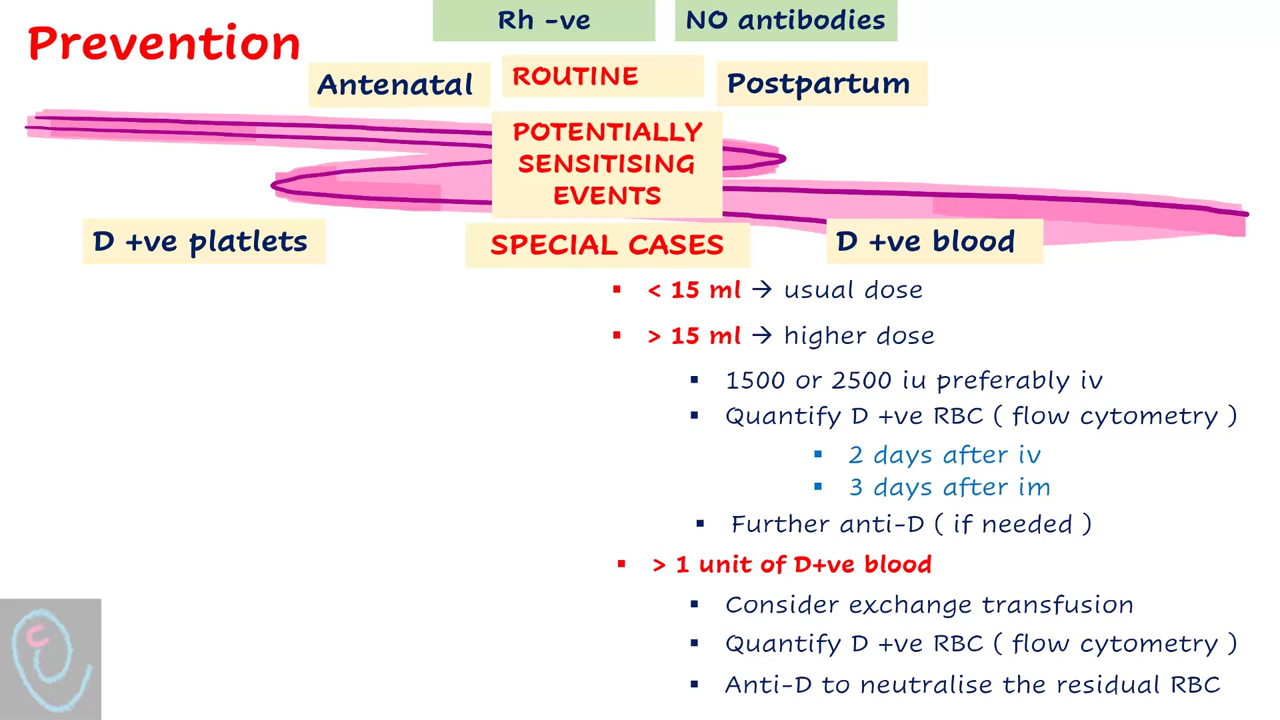 Rh -ve
NO antibodies
Prevention
Antenatal
ROUTINE
Postpartum
POTENTIALLY
SENSITISING
EVENTS
D +ve platlets
SPECIAL CASES
D +ve blood
▪ < 15 ml → usual dose
▪ > 15 ml → higher dose
▪ 1500 or 2500 iu preferably iv
▪ Quantify D +ve RBC ( flow cytometry )
▪ 2 days after iv
▪ 3 days after im
▪ Further anti-D ( if needed )
▪ > 1 unit of D+ve blood
▪ Consider exchange transfusion
▪ Quantify D +ve RBC ( flow cytometry )
▪ Anti-D to neutralise the residual RBC